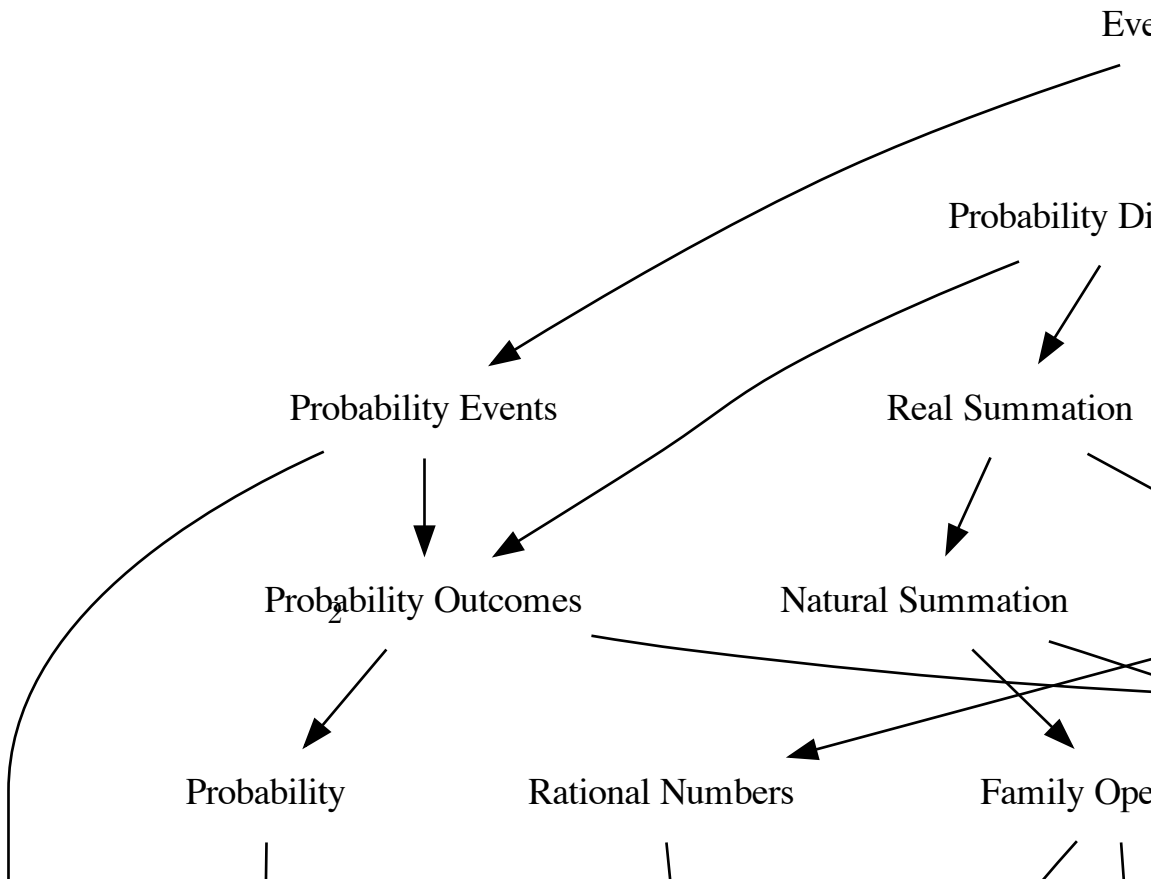 Eve
Probability Di
Probability Events
Real Summation
Probability Outcomes
2
Natural Summation
Probability
Rational Numbers
Family Ope